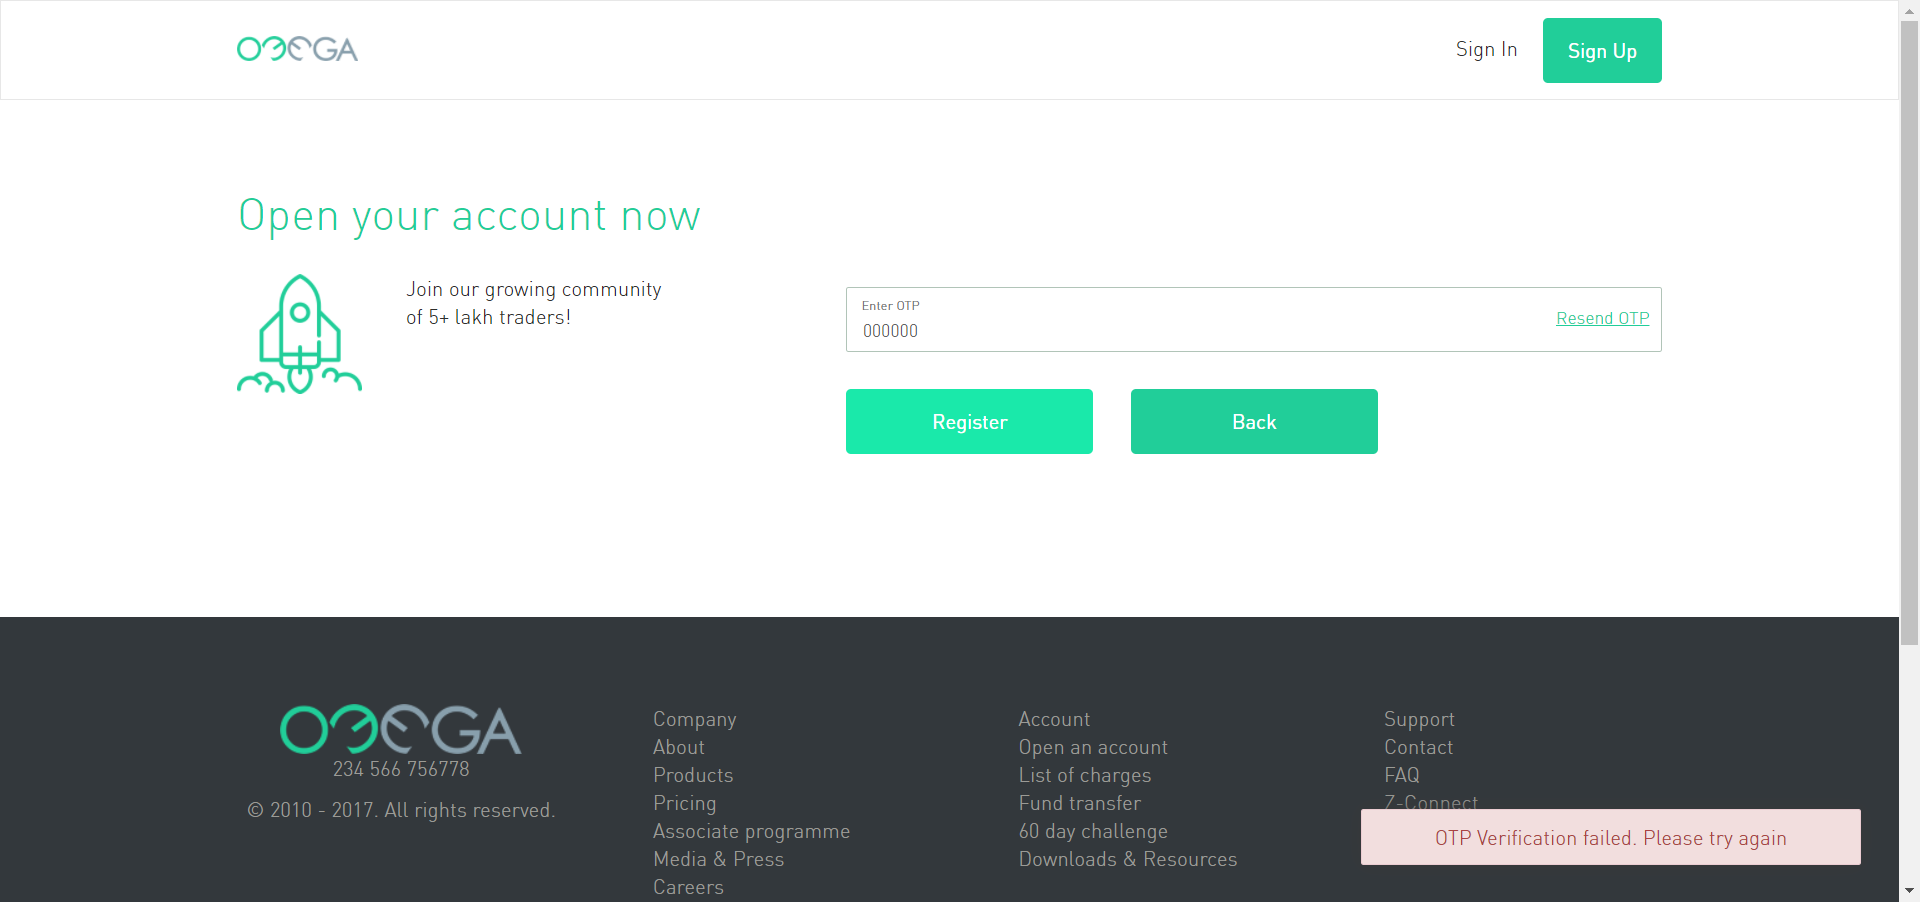 OMEGA
Sign In
Sign Up
Open your account now
Join our growing community
of 5+ lakh traders!
Enter OTP
000000
Resend OTP
Register
Back
OMEGA
234 566 756778
© 2010 - 2017. All rights reserved.
Company
About
Products
Pricing
Associate programme
Media & Press
Careers
Account
Open an account
List of charges
Fund transfer
60 day challenge
Downloads & Resources
Support
Contact
FAQ
Z-Connect
OTP Verification failed. Please try again